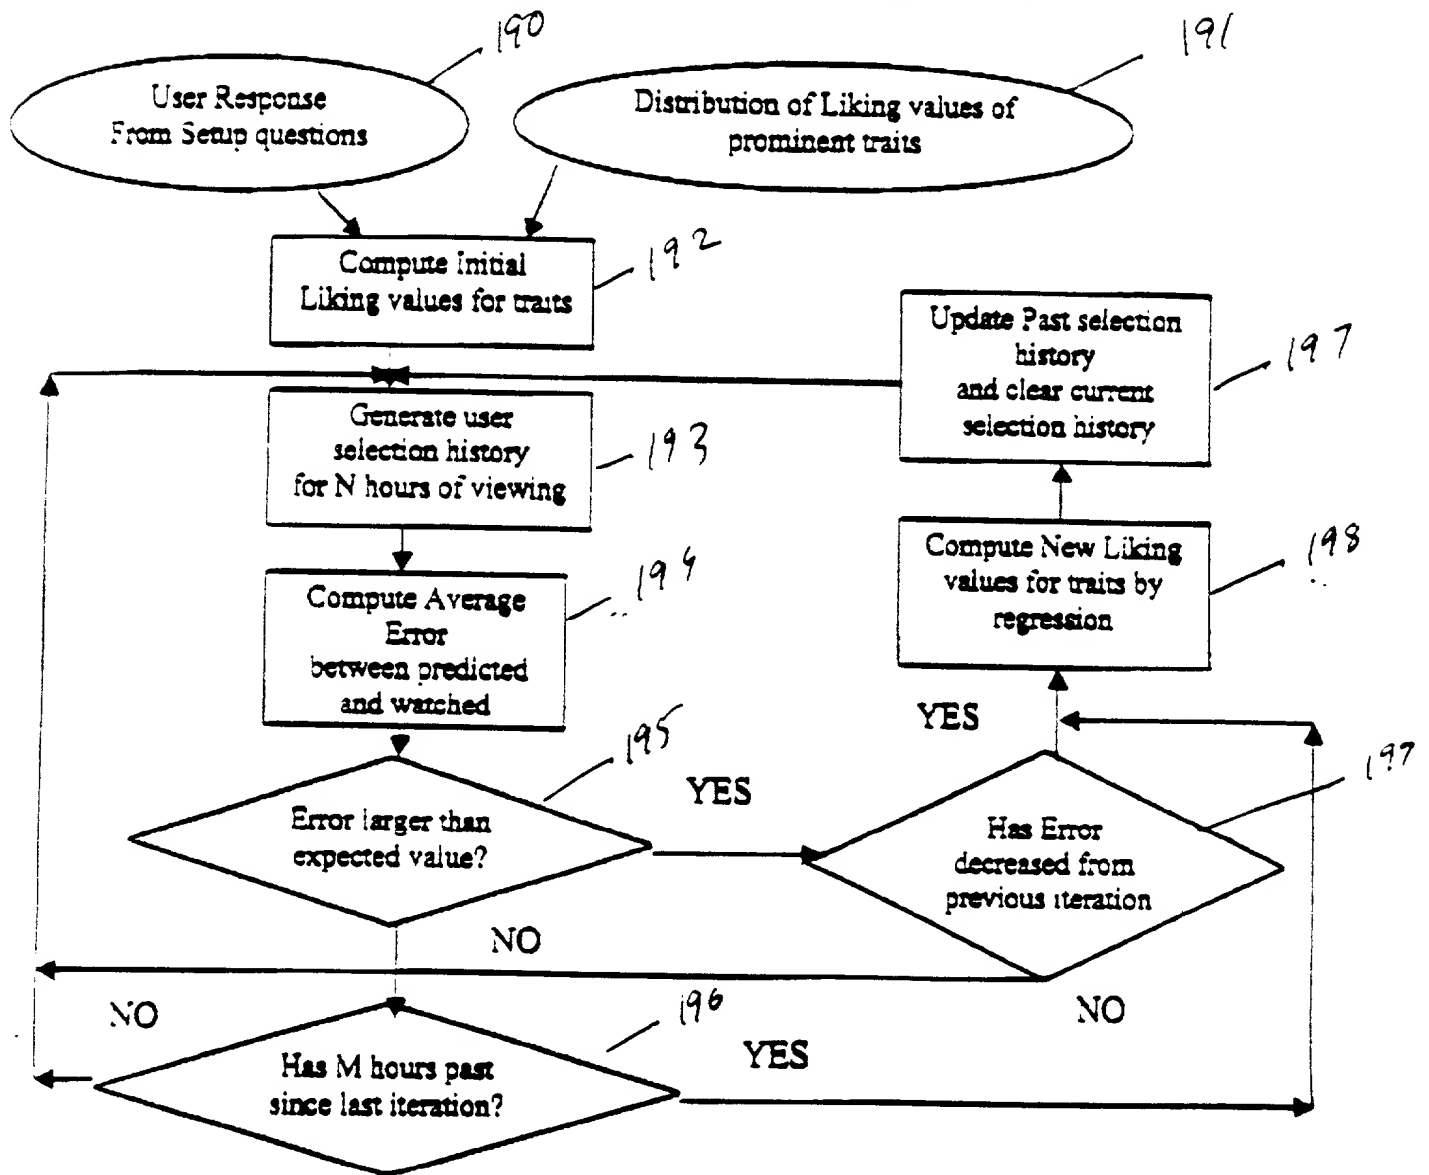 190
191
User Response
From Setup questions
Distribution of Liking values of
prominent traits
192
Compute Initial
Liking values for traits
Update Past selection
history
and clear current
selection history
197
Generate user
selection history
for N hours of viewing
193
Compute New Liking
values for traits by
regression
198
Compute Average
Error
between predicted
and watched
194
195
YES
YES
197
Error larger than
expected value?
Has Error
decreased from
previous iteration
NO
NO
NO
196
YES
Has M hours past
since last iteration?